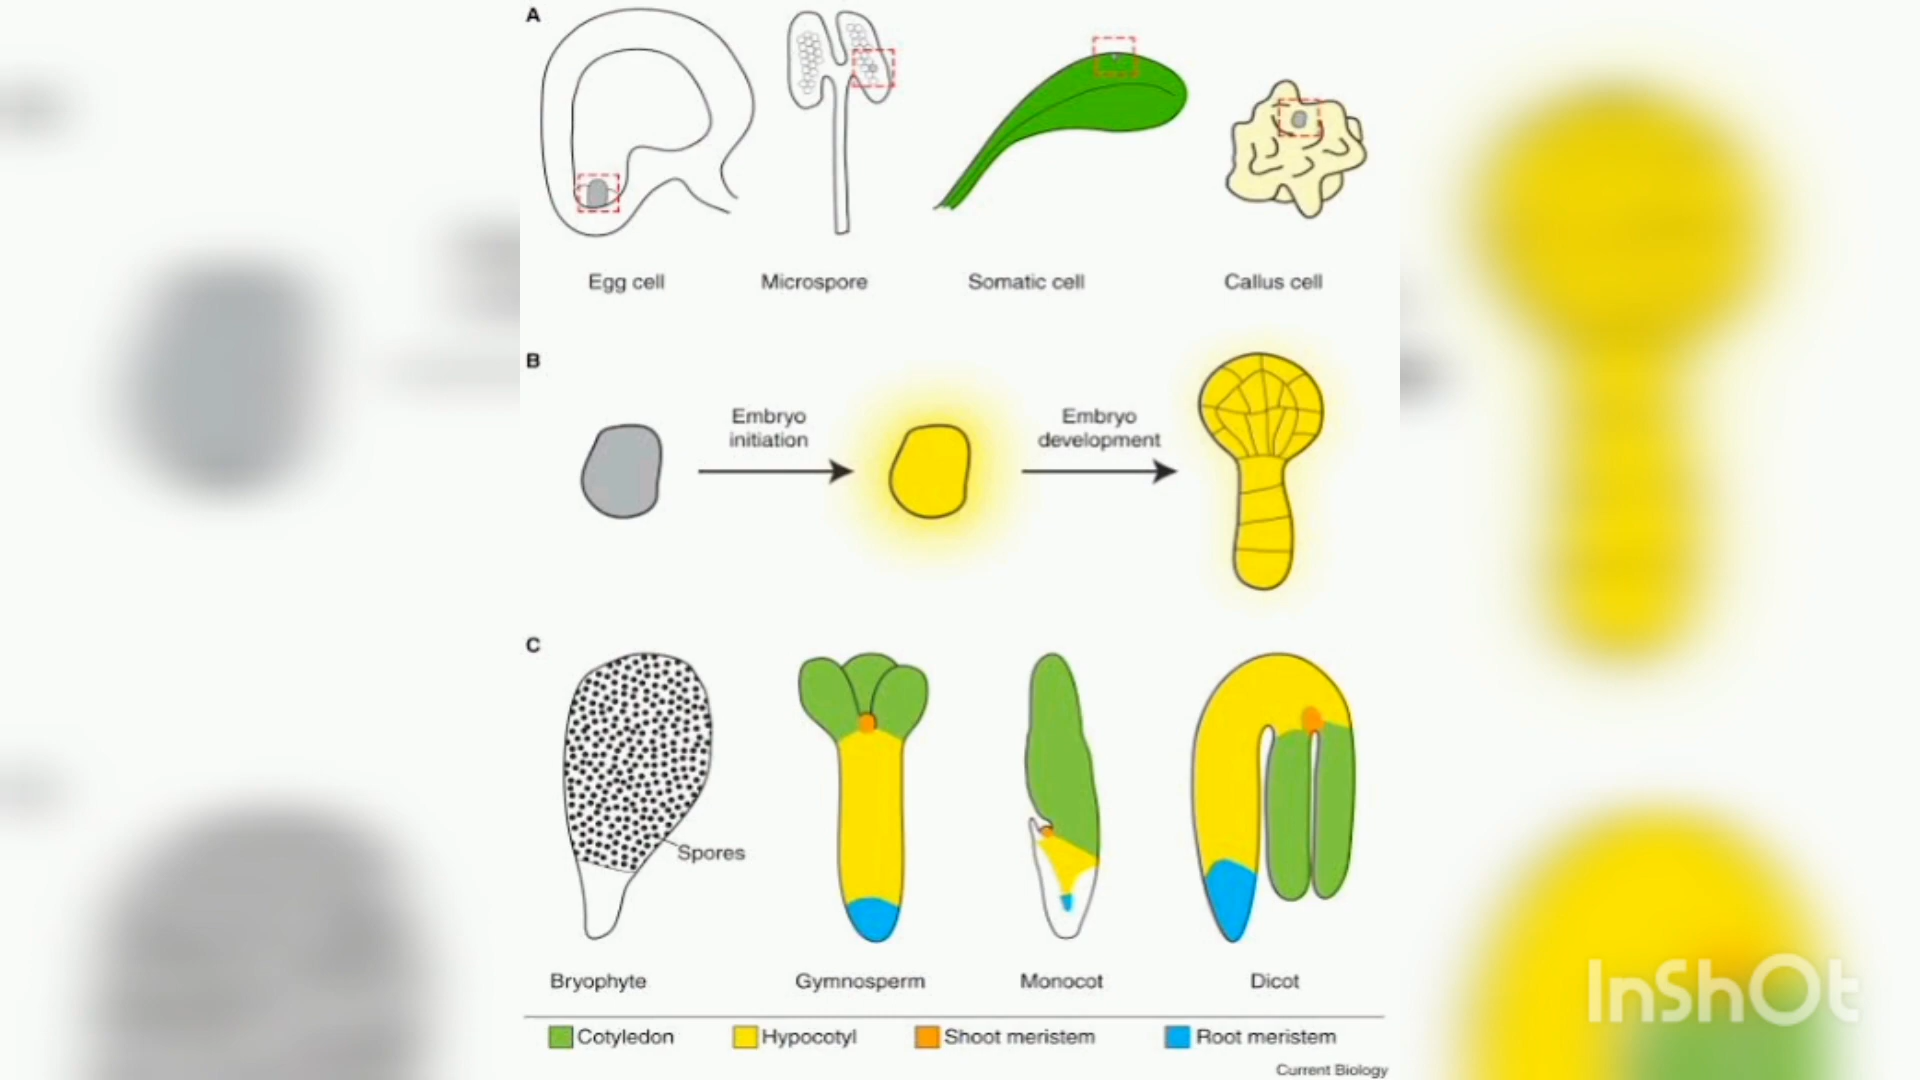 A
Egg cell
Microspore
Somatic cell
Callus cell
B
Embryo
initiation
Embryo
development
C
Spores
Bryophyte
Gymnosperm
Monocot
Dicot
Cotyledon
Hypocotyl
Shoot meristem
Root meristem
Current Biology
InShOt